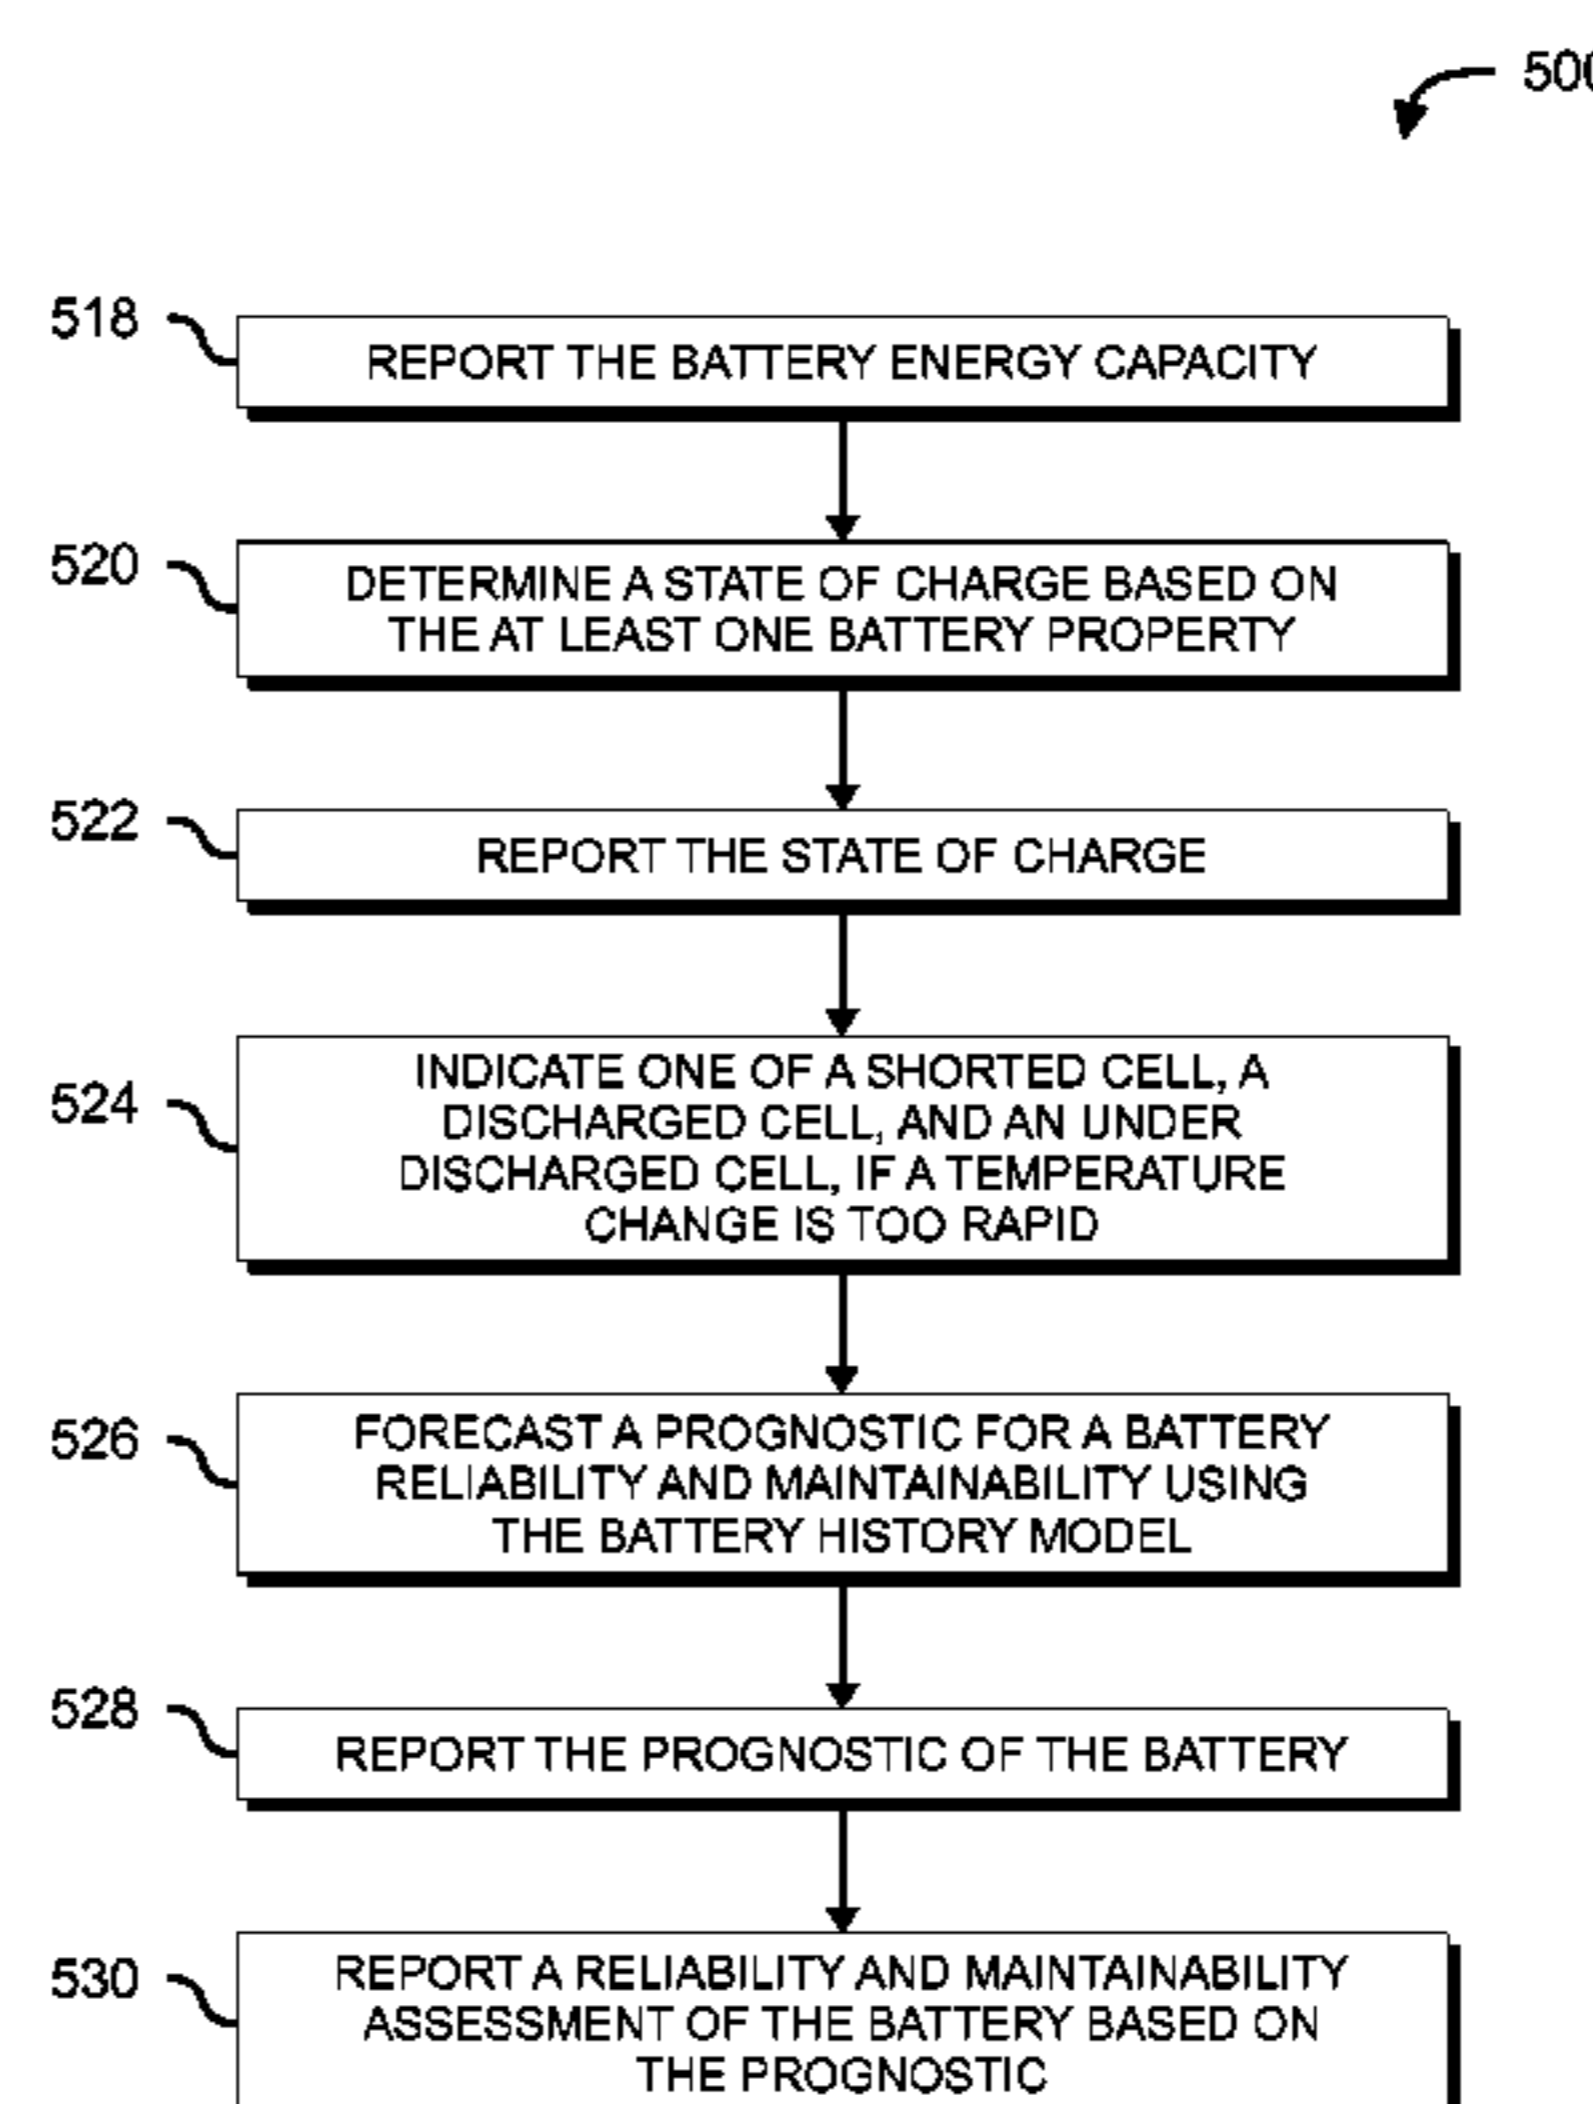 500
518
REPORT THE BATTERY ENERGY CAPACITY
520
DETERMINE A STATE OF CHARGE BASED ON
THE AT LEAST ONE BATTERY PROPERTY
522
REPORT THE STATE OF CHARGE
524
INDICATE ONE OF A SHORTED CELL, A
DISCHARGED CELL, AND AN UNDER
DISCHARGED CELL, IF A TEMPERATURE
CHANGE IS TOO RAPID
526
FORECAST A PROGNOSTIC FOR A BATTERY
RELIABILITY AND MAINTAINABILITY USING
THE BATTERY HISTORY MODEL
528
REPORT THE PROGNOSTIC OF THE BATTERY
530
REPORT A RELIABILITY AND MAINTAINABILITY
ASSESSMENT OF THE BATTERY BASED ON
THE PROGNOSTIC